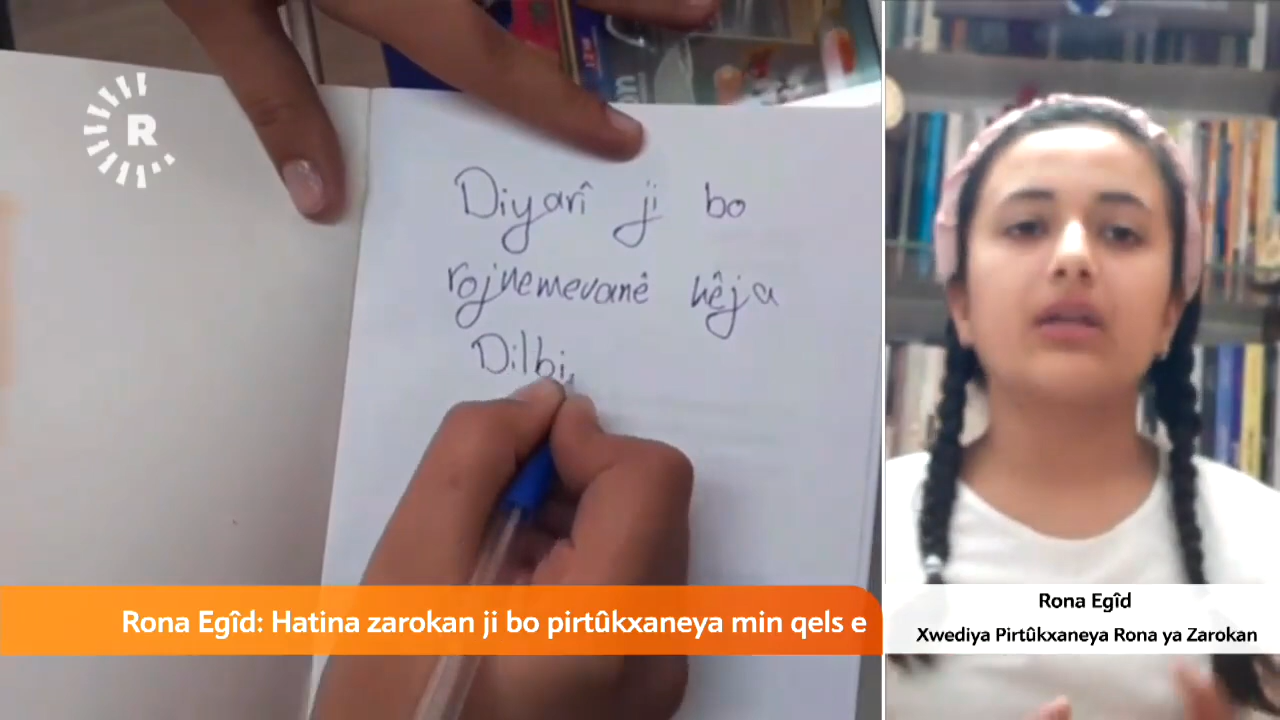 R
Diyarî ji bo
rojnemevanê hêja
Dilbi
Rona Egîd: Hatina zarokan ji bo pirtûkxaneya min qels e
Rona Egîd
Xwediya Pirtûkxaneya Rona ya Zarokan